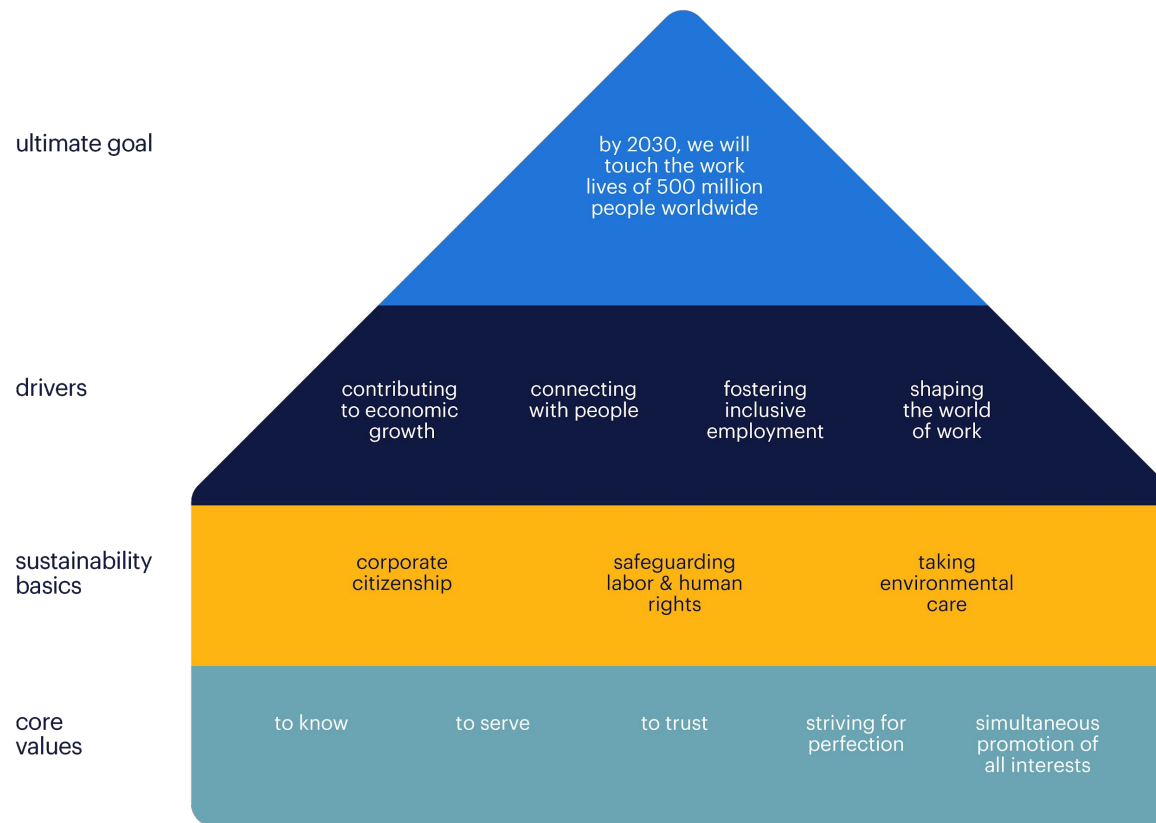 ultimate goal
by 2030, we will
touch the work
lives of 500 million
people worldwide
drivers
contributing
to economic
growth
connecting
with people
fostering
inclusive
employment
shaping
the world
of work
sustainability
basics
corporate
citizenship
safeguarding
labor & human
rights
taking
environmental
care
core
values
to know
to serve
to trust
striving for
perfection
simultaneous
promotion of
all interests